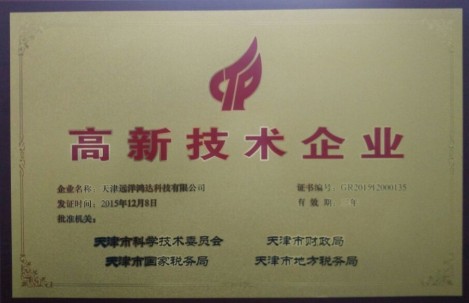 高新技术企业
企业名称：天津远洋鸿达科技有限公司 证书编号：GR201912000135
发证时间：2015年12月8日 有效期： 年
批准机关：
天津市科学技术委员会 天津市财政局
天津市国家税务局 天津市地方税务局